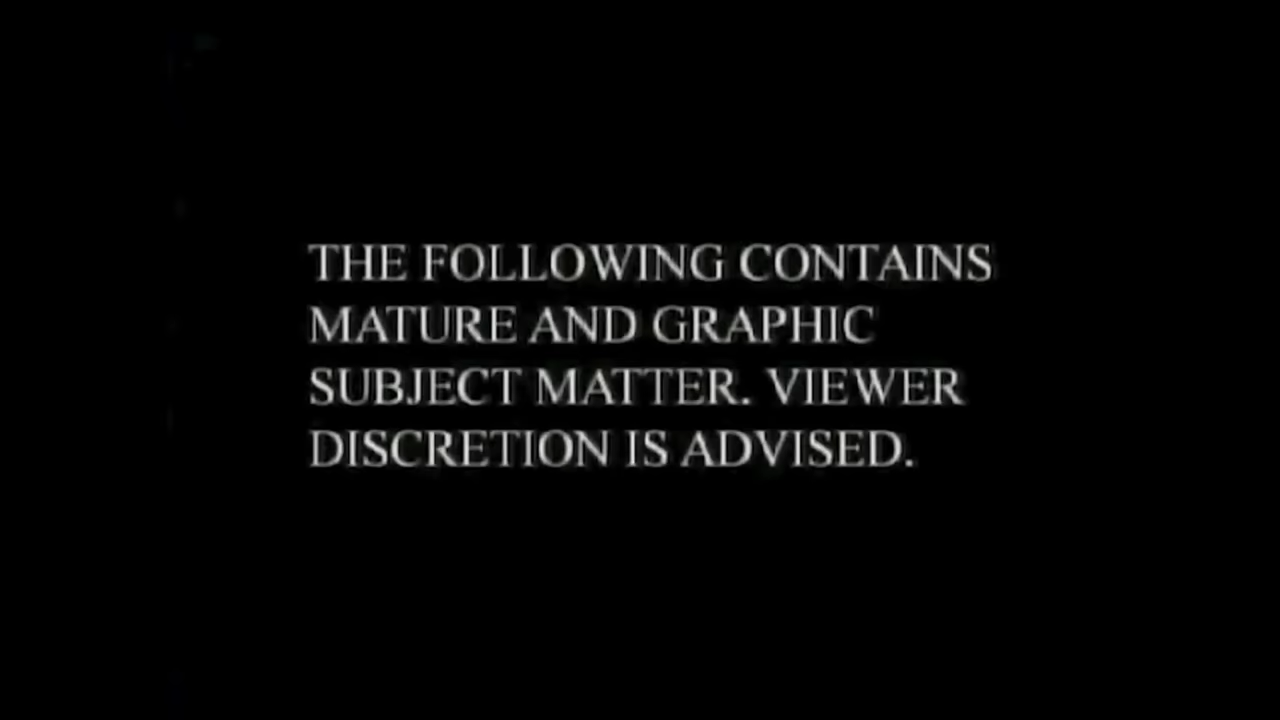 THE FOLLOWING CONTAINS
MATURE AND GRAPHIC
SUBJECT MATTER. VIEWER
DISCRETION IS ADVISED.